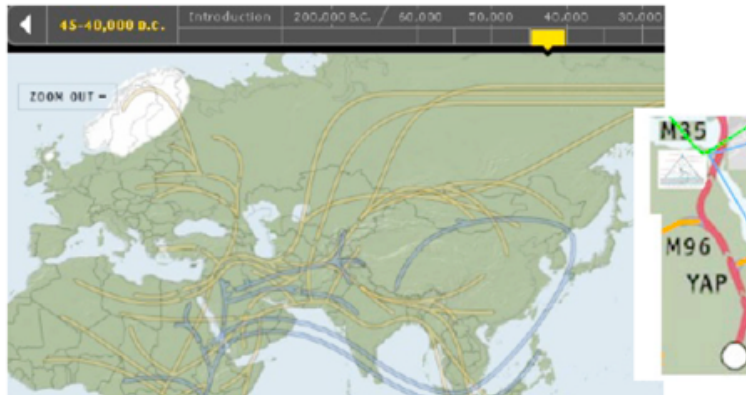 45-40,000 B.C.
Introduction 200,000 B.C. 60,000 50,000 40,000 30,000
ZOOM OUT -
M35
M96
YAP